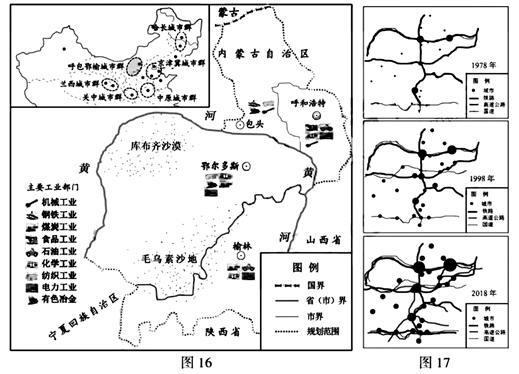 哈长城市群
呼包鄂榆城市群
京津冀城市群
兰西城市群
关中城市群
中原城市群
蒙古
内蒙古自治区
呼和浩特
包头
河
库布齐沙漠
黄
鄂尔多斯
黄
河
主要工业部门
机械工业
钢铁工业
煤炭工业
食品工业
石油工业
化学工业
纺织工业
电力工业
有色冶金
毛乌素沙地
榆林
山西省
宁夏回族自治区
陕西省
图例
国界
省（市）界
市界
规划范围
图16
1978年
图例
城市
铁路
高速公路
国道
1998年
图例
城市
铁路
高速公路
国道
2018年
图例
城市
铁路
高速公路
国道
图17